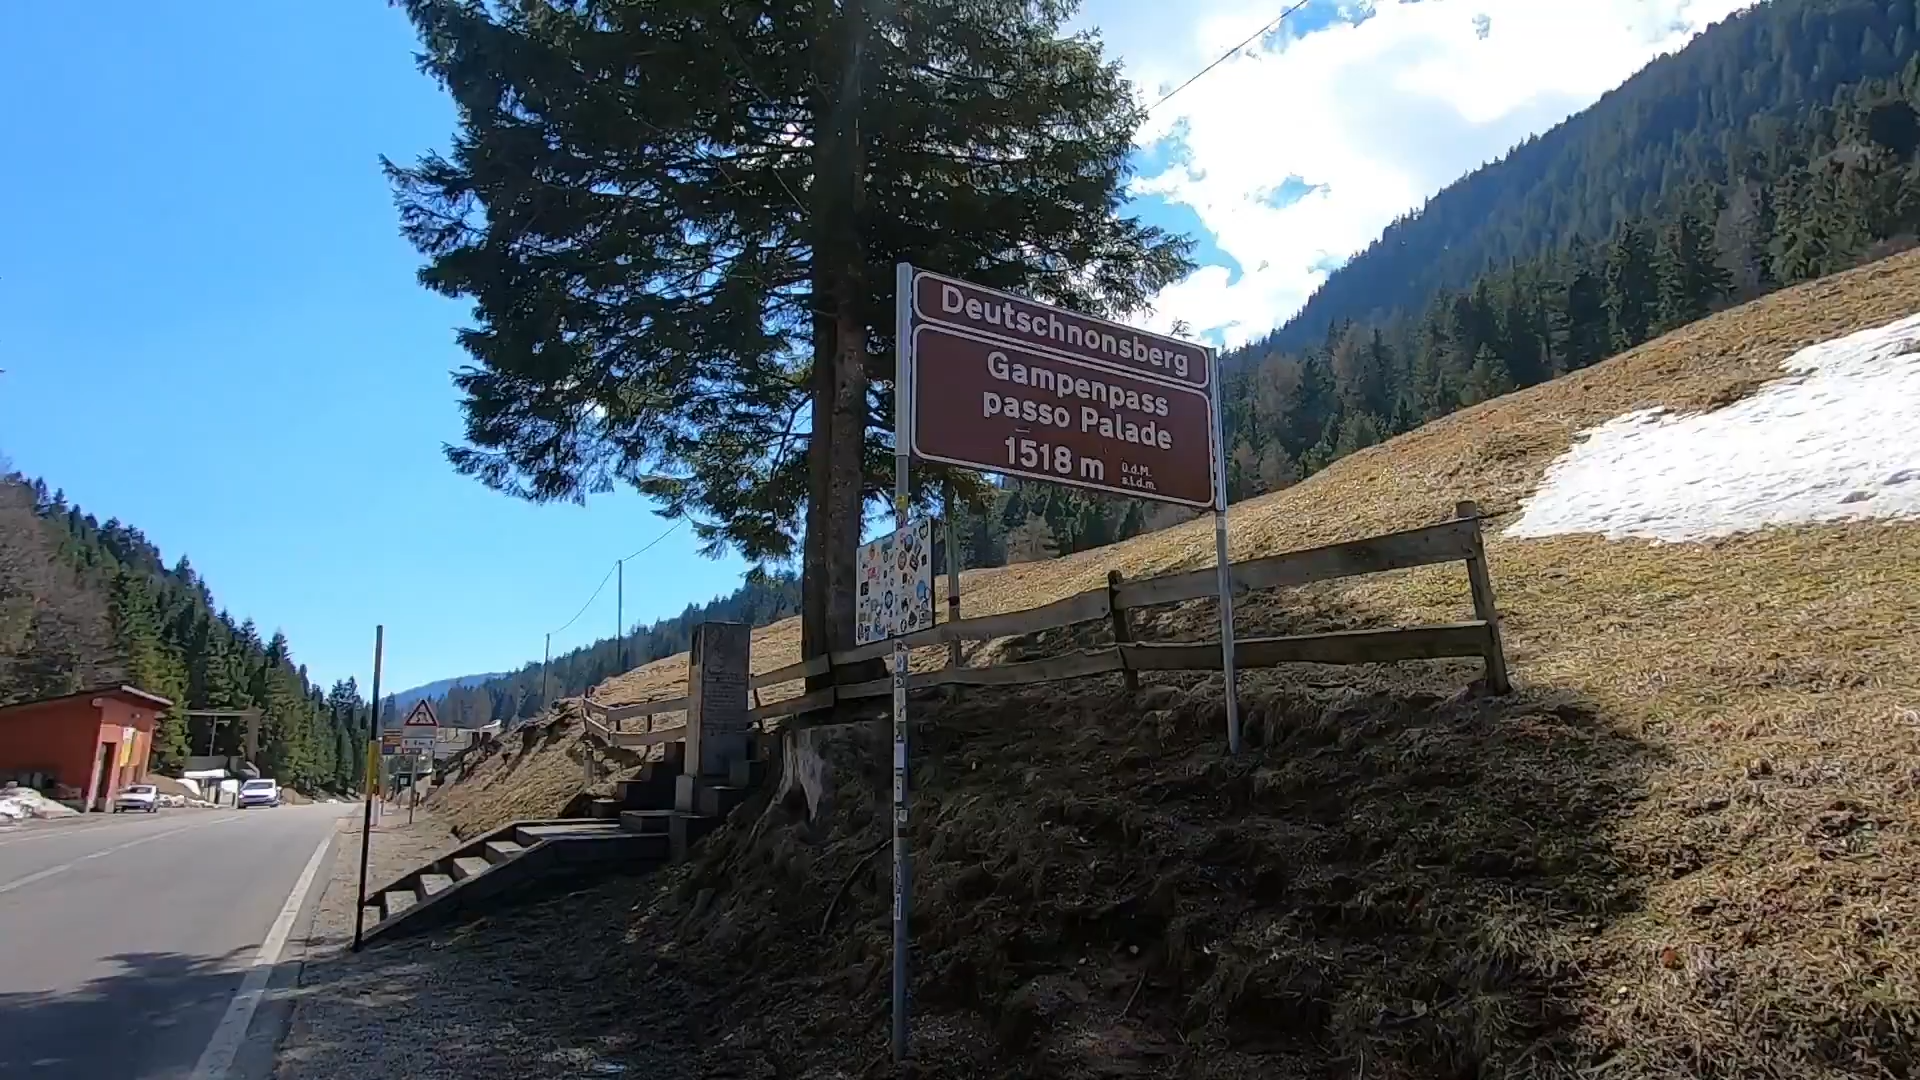 Deutschnonsberg
Gampenpass
passo Palade
1518 m
ü.d.M.
s.l.d.m.